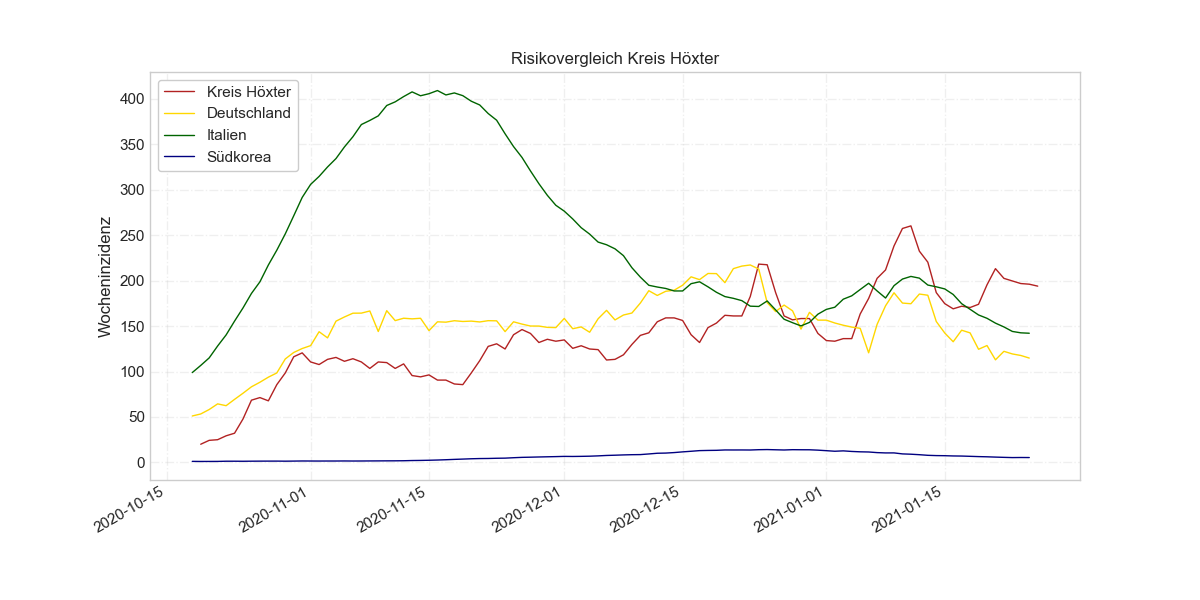 Risikovergleich Kreis Höxter
Kreis Höxter
Deutschland
Italien
Südkorea
Wocheninzidenz
400
350
300
250
200
150
100
50
0
2020-10-15
2020-11-01
2020-11-15
2020-12-01
2020-12-15
2021-01-01
2021-01-15